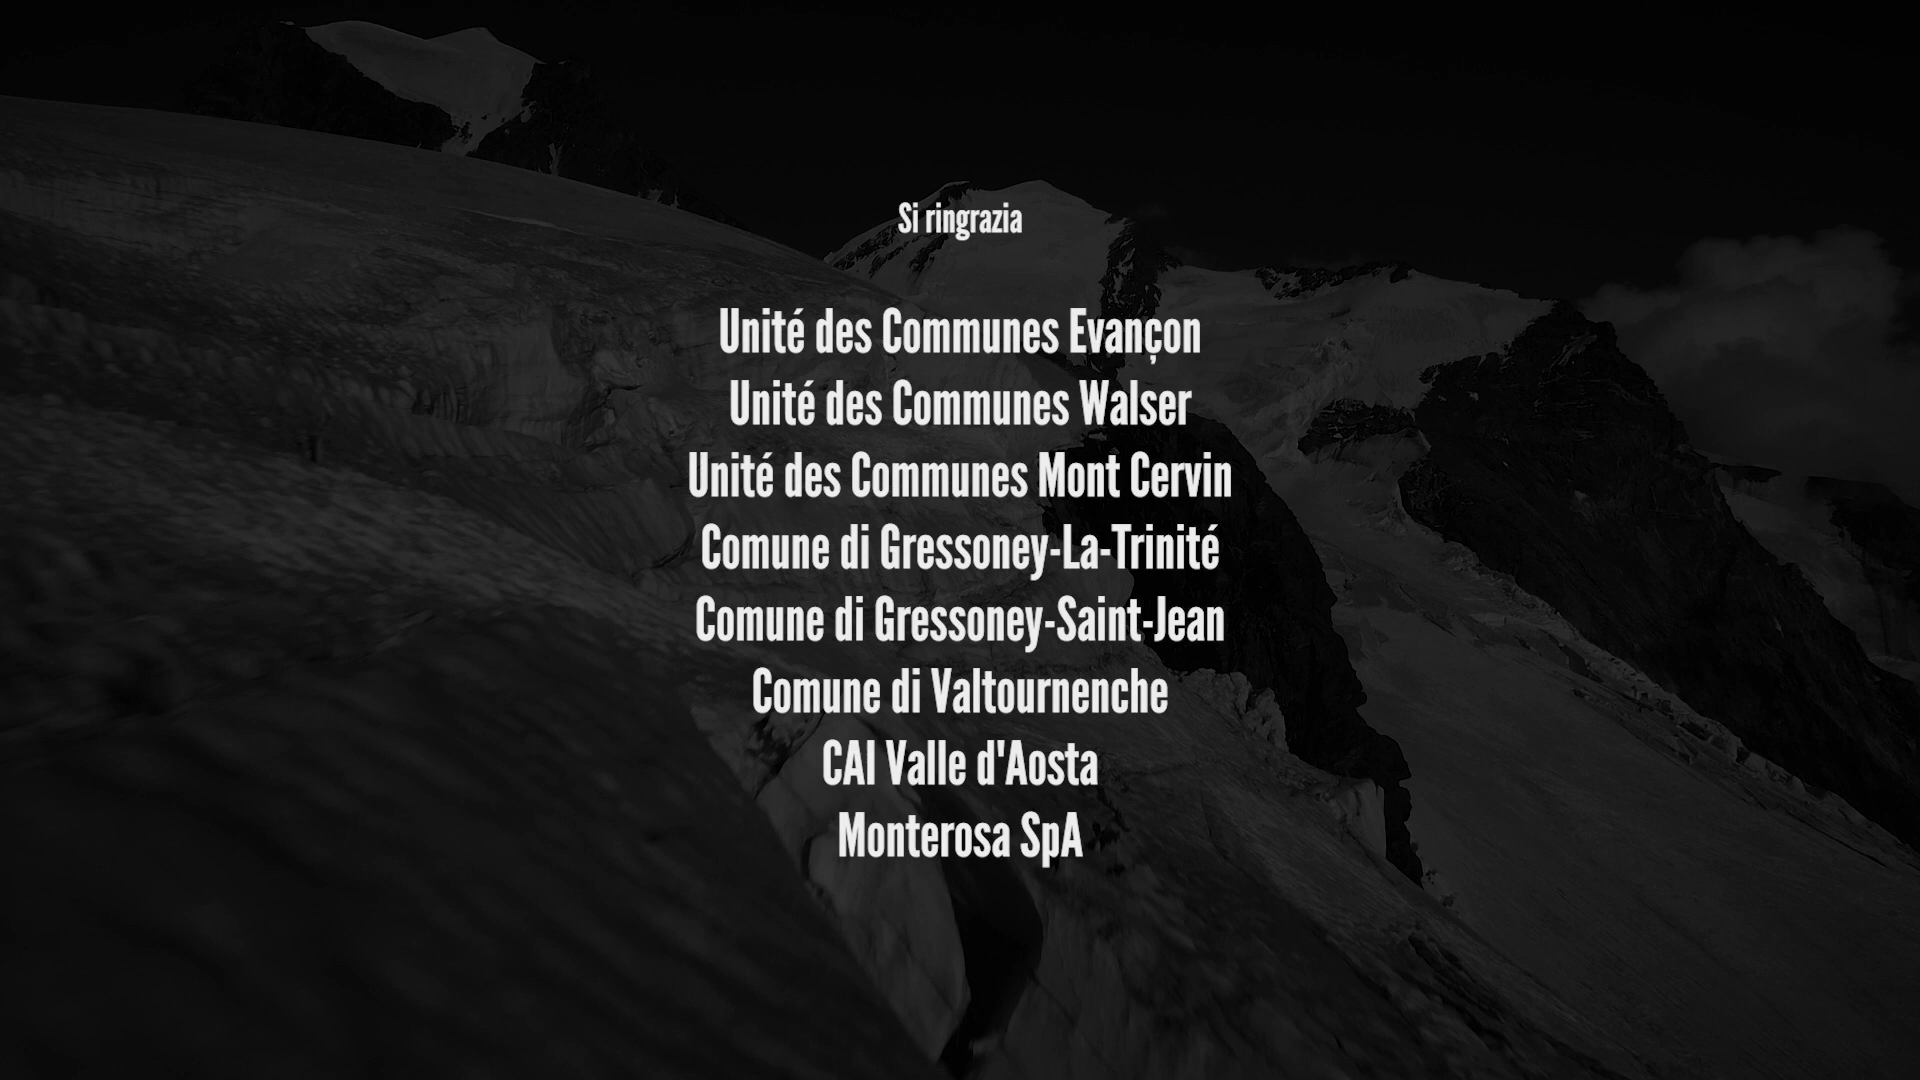 Si ringrazia
Unité des Communes Evançon
Unité des Communes Walser
Unité des Communes Mont Cervin
Comune di Gressoney-La-Trinité
Comune di Gressoney-Saint-Jean
Comune di Valtournenche
CAI Valle d'Aosta
Monterosa SpA